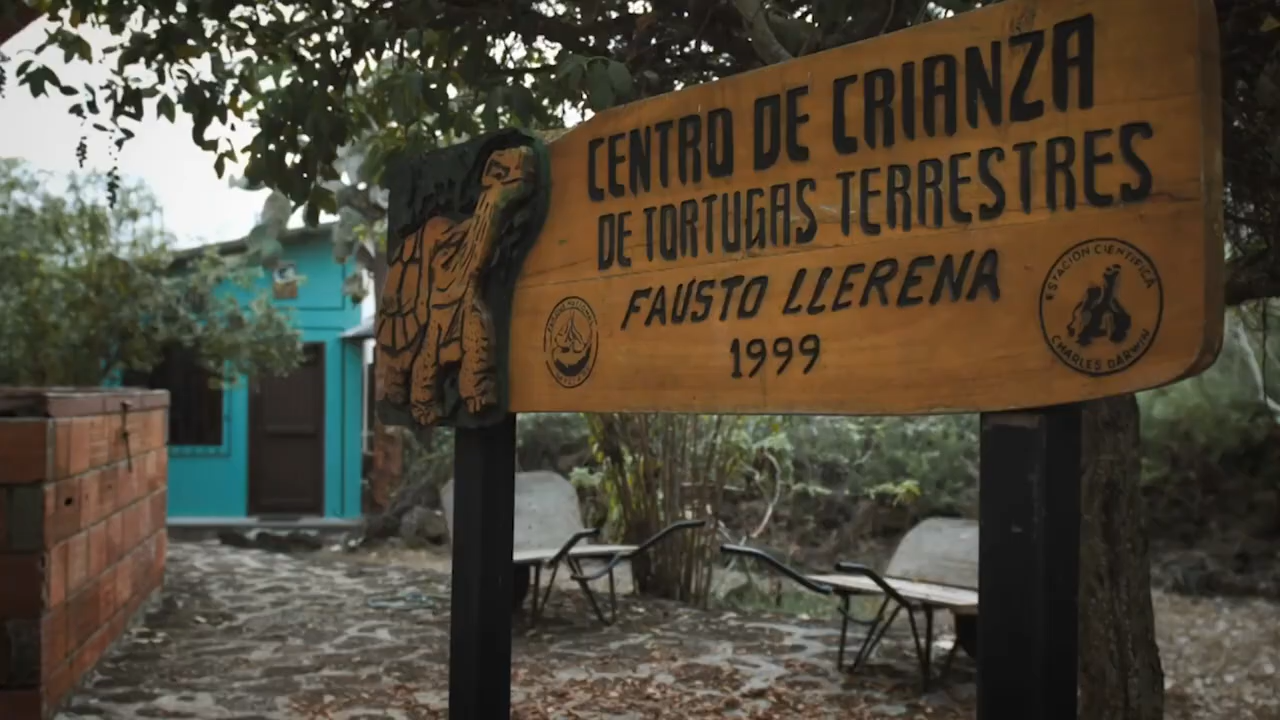 CENTRO DE CRIANZA
DE TORTUGAS TERRESTRES
FAUSTO LLERENA
1999
ESTACION CIENTIFICA
CHARLES DARWIN